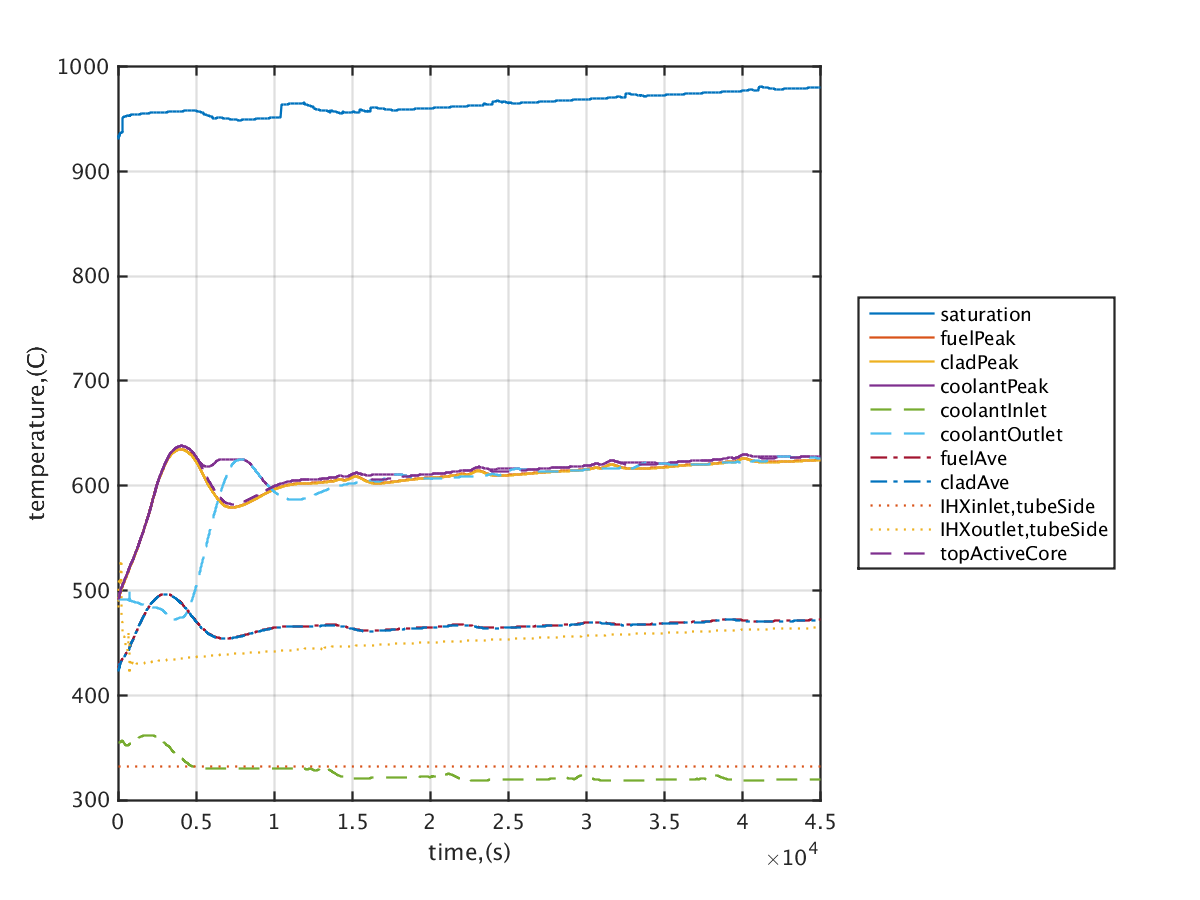 1000
900
800
700
600
500
400
300
temperature,(C)
0 0.5 1 1.5 2 2.5 3 3.5 4 4.5
time,(s)
×10⁴
saturation
fuelPeak
cladPeak
coolantPeak
coolantInlet
coolantOutlet
fuelAve
cladAve
IHXinlet,tubeSide
IHXoutlet,tubeSide
topActiveCore